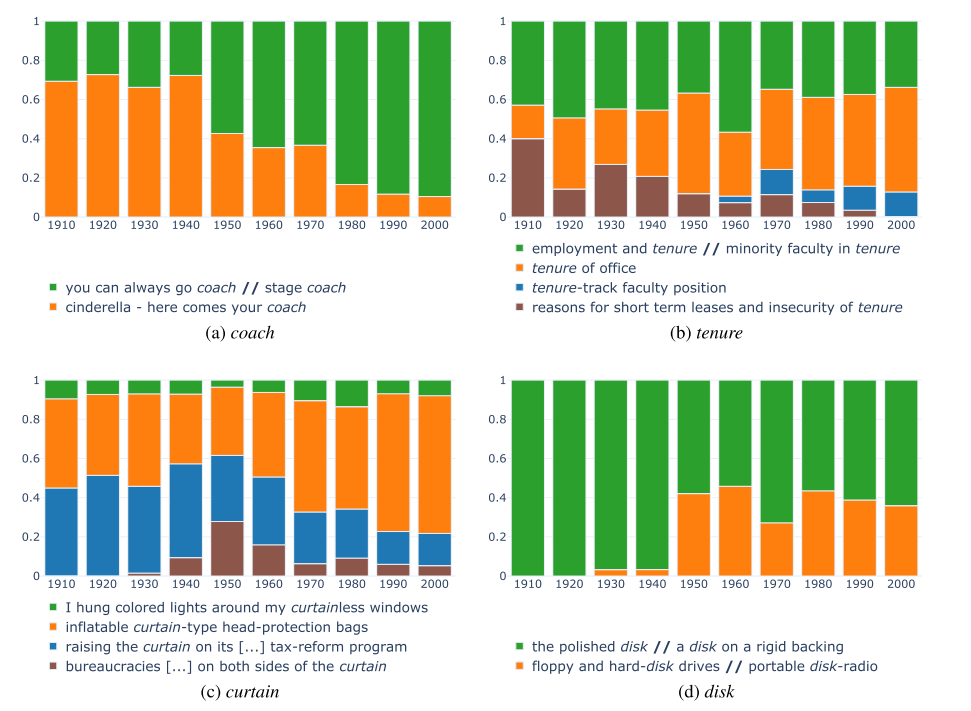 1
0.8
0.6
0.4
0.2
0
1910 1920 1930 1940 1950 1960 1970 1980 1990 2000
you can always go coach // stage coach
cinderella - here comes your coach
(a) coach
1
0.8
0.6
0.4
0.2
0
1910 1920 1930 1940 1950 1960 1970 1980 1990 2000
employment and tenure // minority faculty in tenure
tenure of office
tenure-track faculty position
reasons for short term leases and insecurity of tenure
(b) tenure
1
0.8
0.6
0.4
0.2
0
1910 1920 1930 1940 1950 1960 1970 1980 1990 2000
I hung colored lights around my curtainless windows
inflatable curtain-type head-protection bags
raising the curtain on its [...] tax-reform program
bureaucracies [...] on both sides of the curtain
(c) curtain
1
0.8
0.6
0.4
0.2
0
1910 1920 1930 1940 1950 1960 1970 1980 1990 2000
the polished disk // a disk on a rigid backing
floppy and hard-disk drives // portable disk-radio
(d) disk